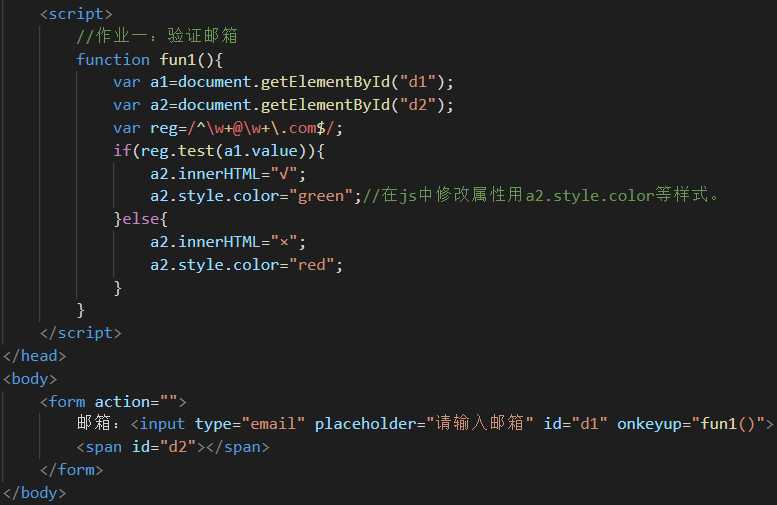 <script>
//作业一：验证邮箱
function fun1(){
var a1=document.getElementById("d1");
var a2=document.getElementById("d2");
var reg=/^\w+@\w+\.com$/;
if(reg.test(a1.value)){
a2.innerHTML="√";
a2.style.color="green";//在js中修改属性用a2.style.color等样式。
}else{
a2.innerHTML="×";
a2.style.color="red";
}
}
</script>
</head>
<body>
<form action="">
邮箱：<input type="email" placeholder="请输入邮箱" id="d1" onkeyup="fun1()">
<span id="d2"></span>
</form>
</body>